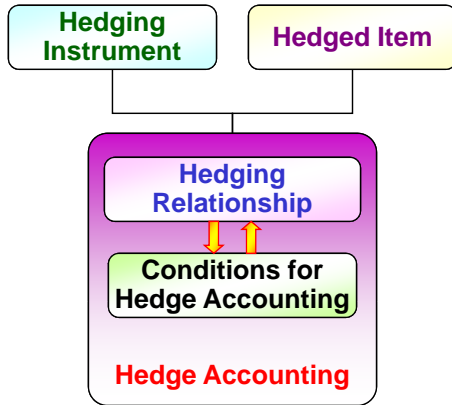 Hedging
Instrument
Hedged Item
Hedging
Relationship
Conditions for
Hedge Accounting
Hedge Accounting